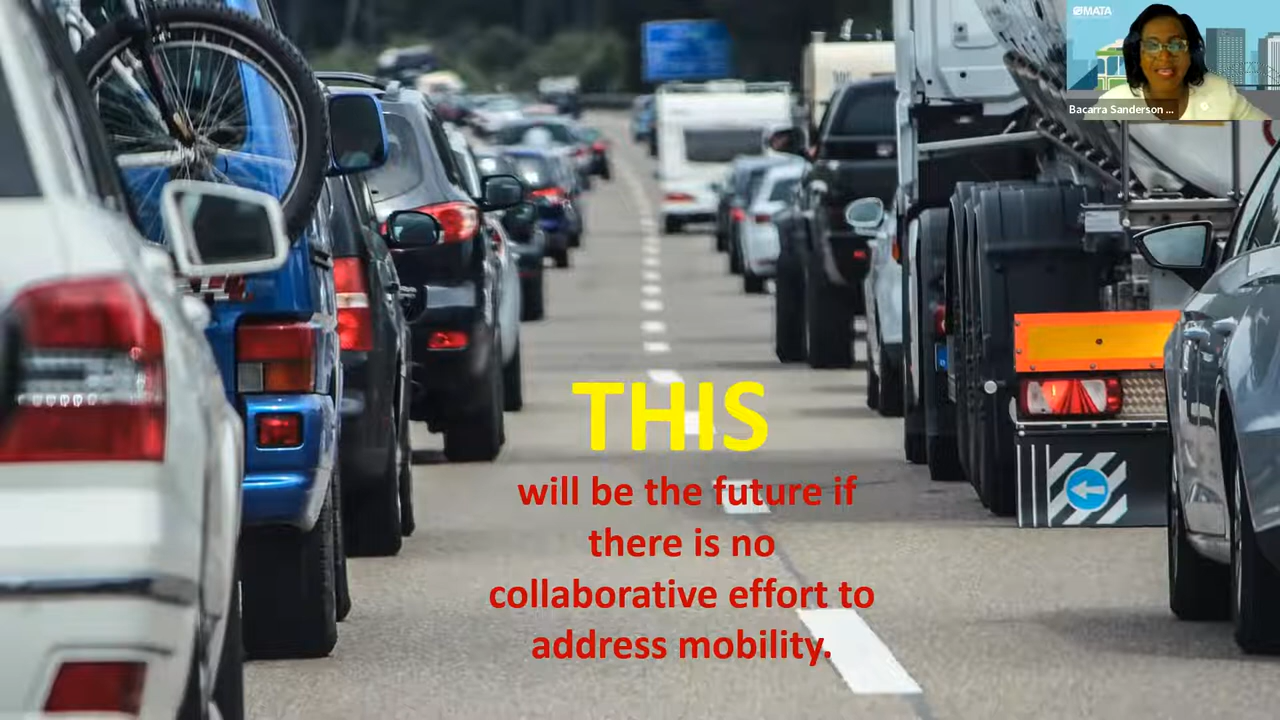 MATA
Bacarra Sanderson ...
THIS
will be the future if
there is no
collaborative effort to
address mobility.